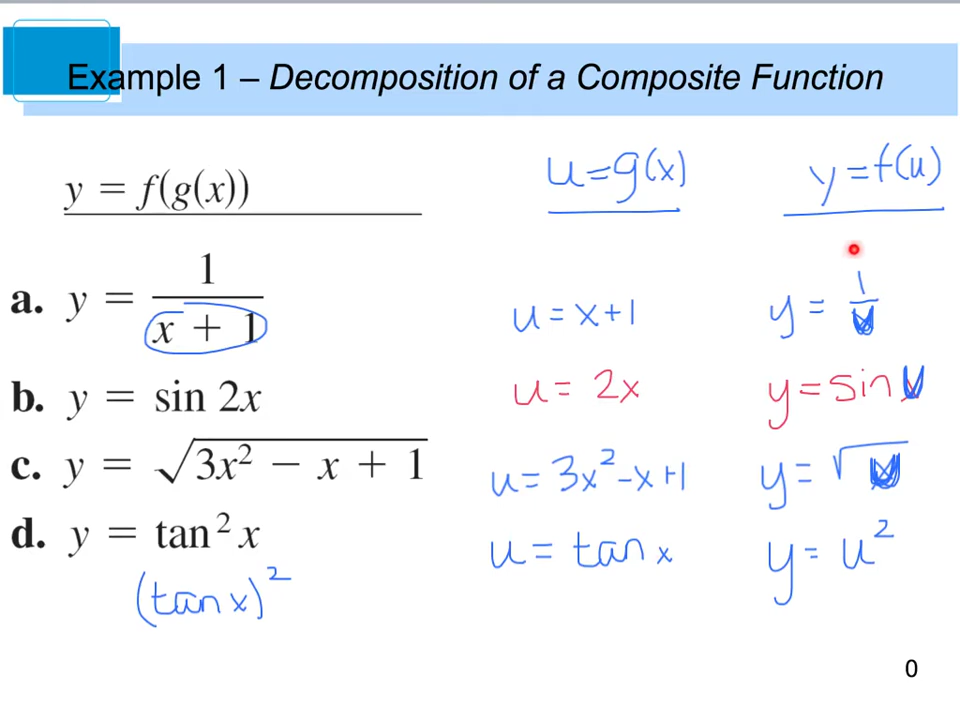 Example 1 – Decomposition of a Composite Function
y = f(g(x)) u = g(x) y = f(u)
a. y = 1/(x + 1) u = x + 1 y = 1/u
b. y = sin 2x u = 2x y = sin u
c. y = √(3x² − x + 1) u = 3x² − x + 1 y = √u
d. y = tan² x u = tan x y = u²
(tan x)²
0